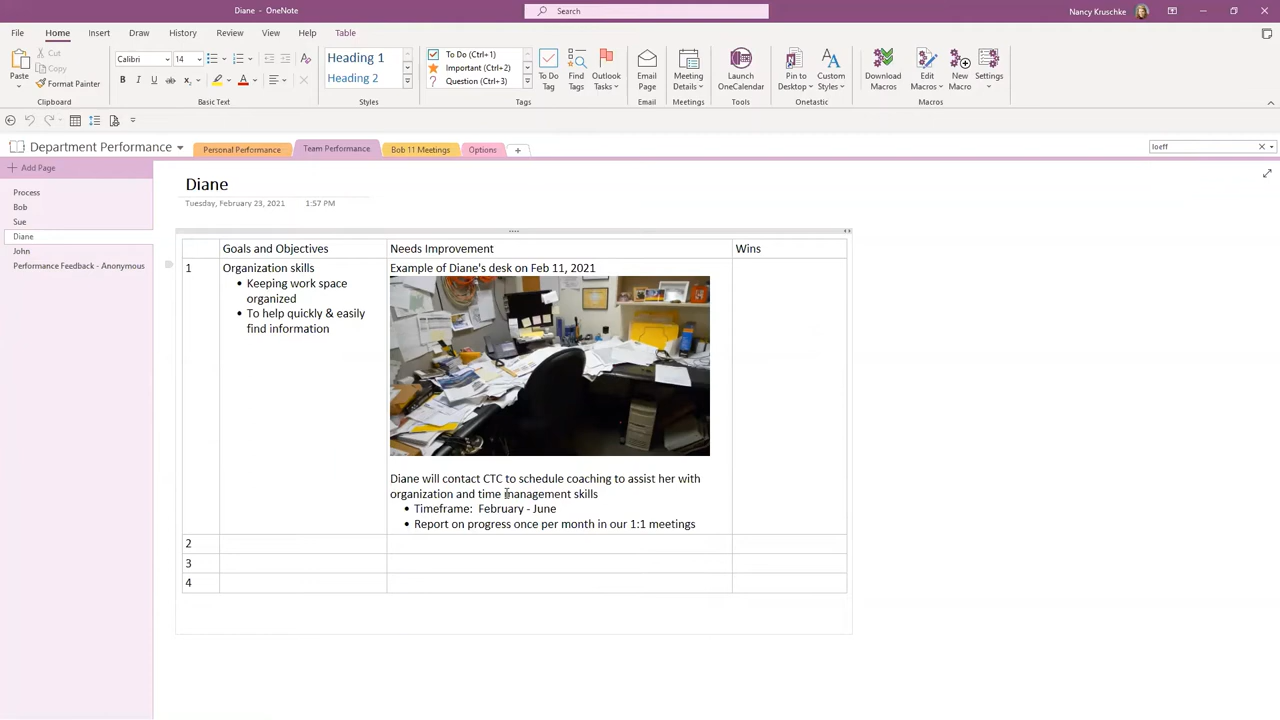 Diane - OneNote
Search
Nancy Kruschke
File Home Insert Draw History Review View Help Table
Paste
Cut
Copy
Format Painter
Clipboard
Calibri 14
B I U ab x₂ A
Basic Text
Heading 1
Heading 2
Styles
To Do (Ctrl+1)
Important (Ctrl+2)
? Question (Ctrl+3)
To Do Tag
Find Tags
Outlook Tasks
Tags
Email Page
Email
Meeting Details
Meetings
Launch OneCalendar
Tools
Pin to Desktop
Custom Styles
Onetastic
Download Macros
Edit Macros
New Macro
Settings
Macros
Department Performance
Personal Performance
Team Performance
Bob 11 Meetings
Options
loeff
Add Page
Process
Bob
Sue
Diane
John
Performance Feedback - Anonymous
Diane
Tuesday, February 23, 2021 1:57 PM
Goals and Objectives Needs Improvement Wins
1 Organization skills
• Keeping work space
organized
• To help quickly & easily
find information
Example of Diane's desk on Feb 11, 2021
Diane will contact CTC to schedule coaching to assist her with
organization and time management skills
• Timeframe: February - June
• Report on progress once per month in our 1:1 meetings
2
3
4